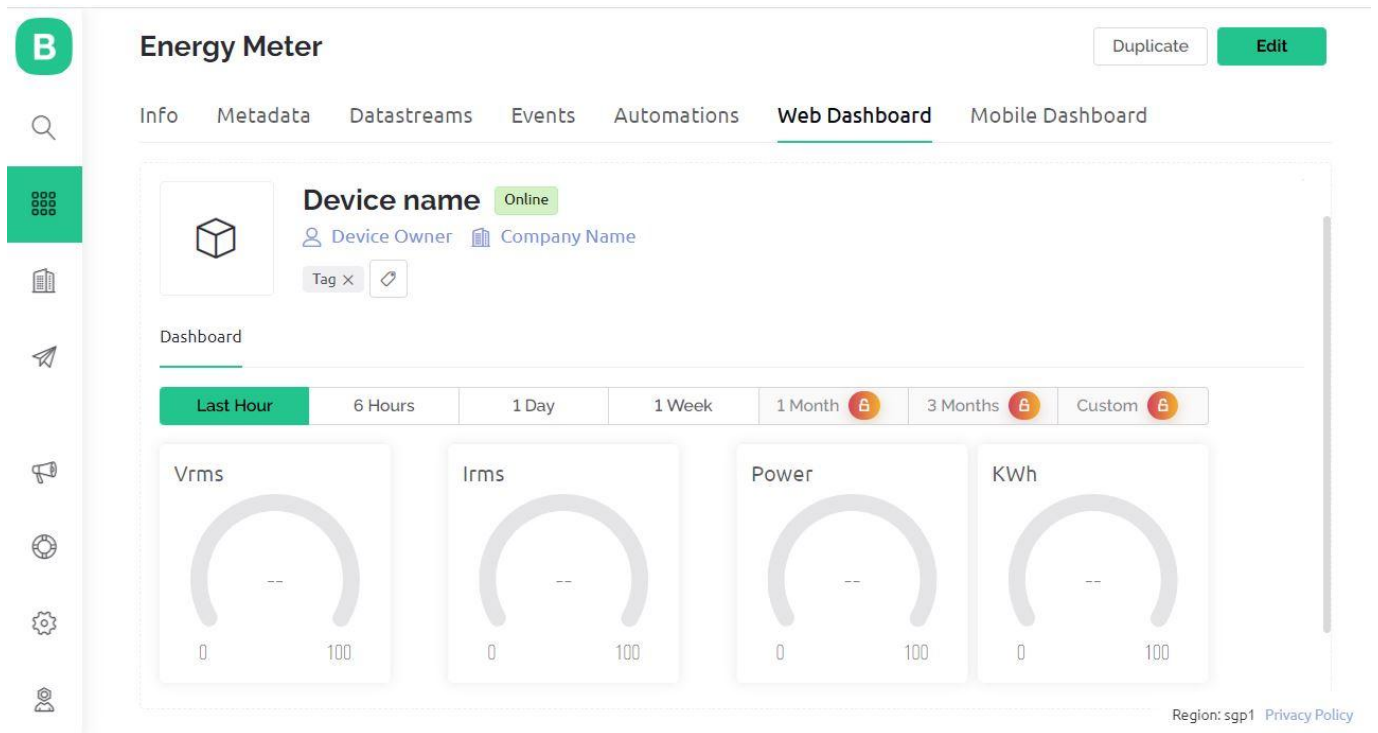 B
Energy Meter
Duplicate Edit
Info Metadata Datastreams Events Automations Web Dashboard Mobile Dashboard
Device name Online
Device Owner Company Name
Tag ×
Dashboard
Last Hour 6 Hours 1 Day 1 Week 1 Month 3 Months Custom
Vrms Irms Power KWh
-- -- -- --
0 100 0 100 0 100 0 100
Region: sgp1 Privacy Policy